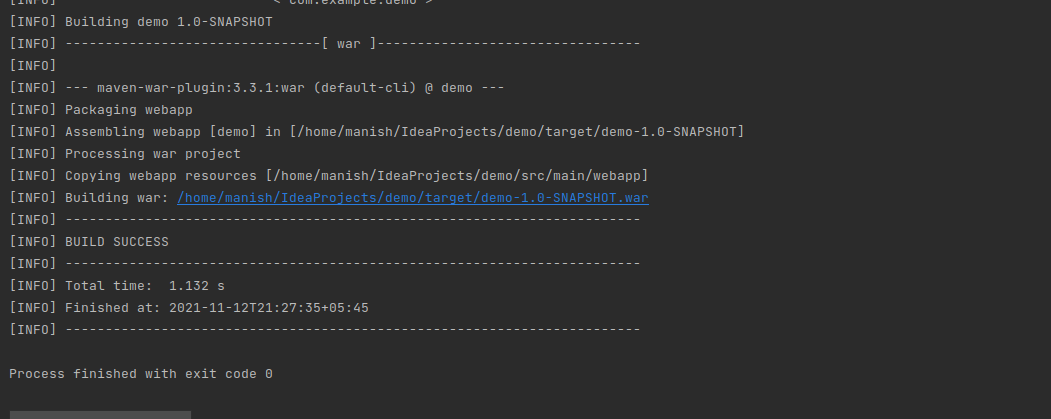 [INFO] < com.example:demo >
[INFO] Building demo 1.0-SNAPSHOT
[INFO] --------------------------------[ war ]---------------------------------
[INFO]
[INFO] --- maven-war-plugin:3.3.1:war (default-cli) @ demo ---
[INFO] Packaging webapp
[INFO] Assembling webapp [demo] in [/home/manish/IdeaProjects/demo/target/demo-1.0-SNAPSHOT]
[INFO] Processing war project
[INFO] Copying webapp resources [/home/manish/IdeaProjects/demo/src/main/webapp]
[INFO] Building war: /home/manish/IdeaProjects/demo/target/demo-1.0-SNAPSHOT.war
[INFO] ------------------------------------------------------------------------
[INFO] BUILD SUCCESS
[INFO] ------------------------------------------------------------------------
[INFO] Total time:  1.132 s
[INFO] Finished at: 2021-11-12T21:27:35+05:45
[INFO] ------------------------------------------------------------------------
Process finished with exit code 0